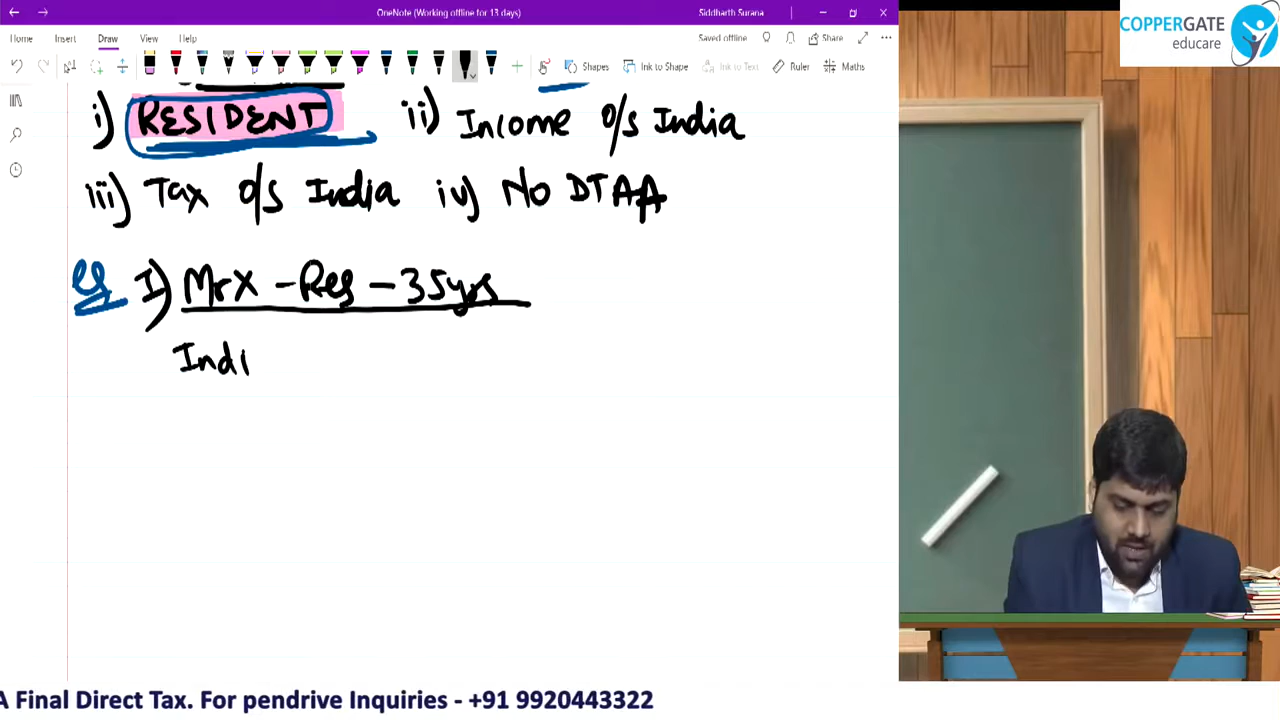 OneNote (Working offline for 13 days)
Siddharth Surana
COPPERGATE
educare
Home Insert Draw View Help
Saved offline
Share
Shapes
Ink to Shape
Ink to Text
Ruler
Maths
i) RESIDENT ii) Income o/s India
iii) Tax o/s India iv) No DTAA
eg I) Mr X - Res - 35yrs
Indi
A Final Direct Tax. For pendrive Inquiries - +91 9920443322